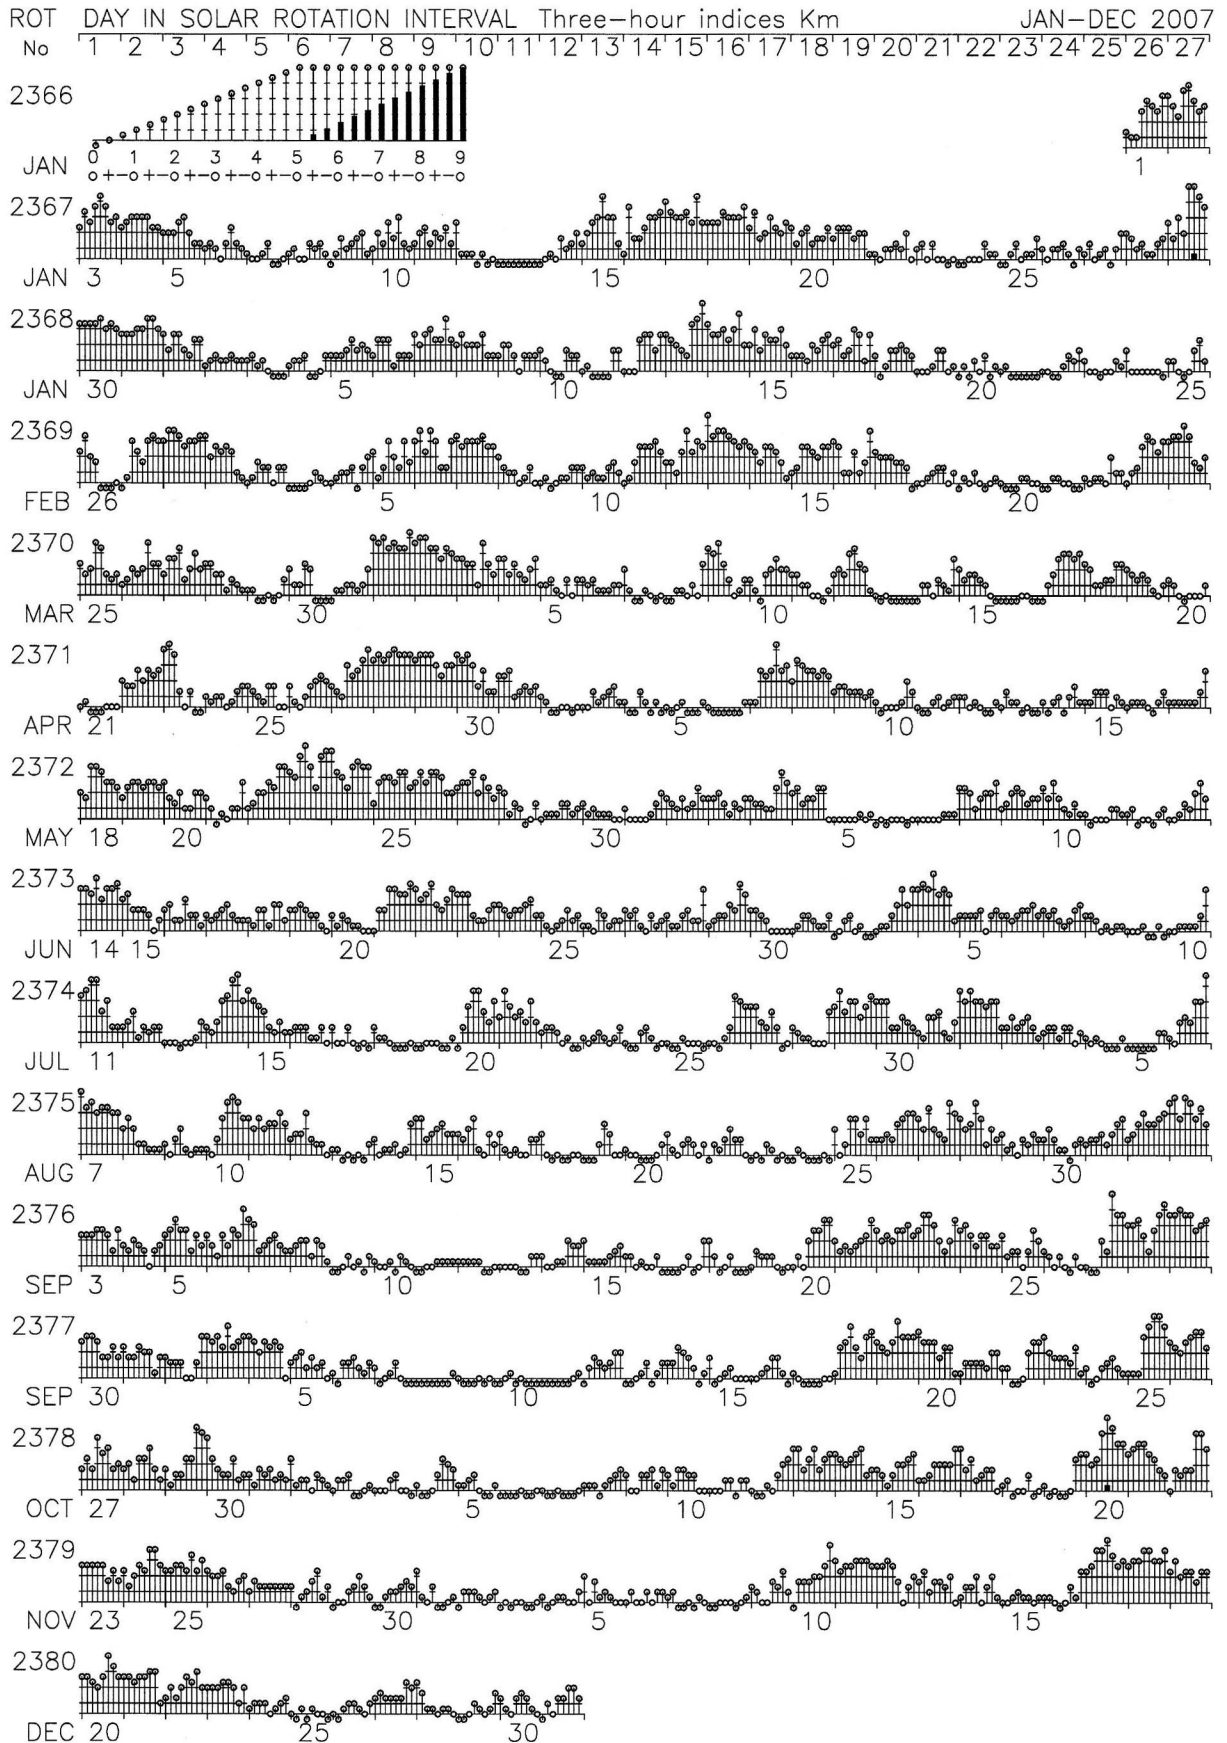 ROT DAY IN SOLAR ROTATION INTERVAL Three-hour indices Km JAN-DEC 2007
No 1 2 3 4 5 6 7 8 9 10 11 12 13 14 15 16 17 18 19 20 21 22 23 24 25 26 27
2366
JAN 0 1 2 3 4 5 6 7 8 9 1
o+-o+-o+-o+-o+-o+-o+-o+-o+-o
2367
JAN 3 5 10 15 20 25
2368
JAN 30 5 10 15 20 25
2369
FEB 26 5 10 15 20
2370
MAR 25 30 5 10 15 20
2371
APR 21 25 30 5 10 15
2372
MAY 18 20 25 30 5 10
2373
JUN 14 15 20 25 30 5 10
2374
JUL 11 15 20 25 30 5
2375
AUG 7 10 15 20 25 30
2376
SEP 3 5 10 15 20 25
2377
SEP 30 5 10 15 20 25
2378
OCT 27 30 5 10 15 20
2379
NOV 23 25 30 5 10 15
2380
DEC 20 25 30